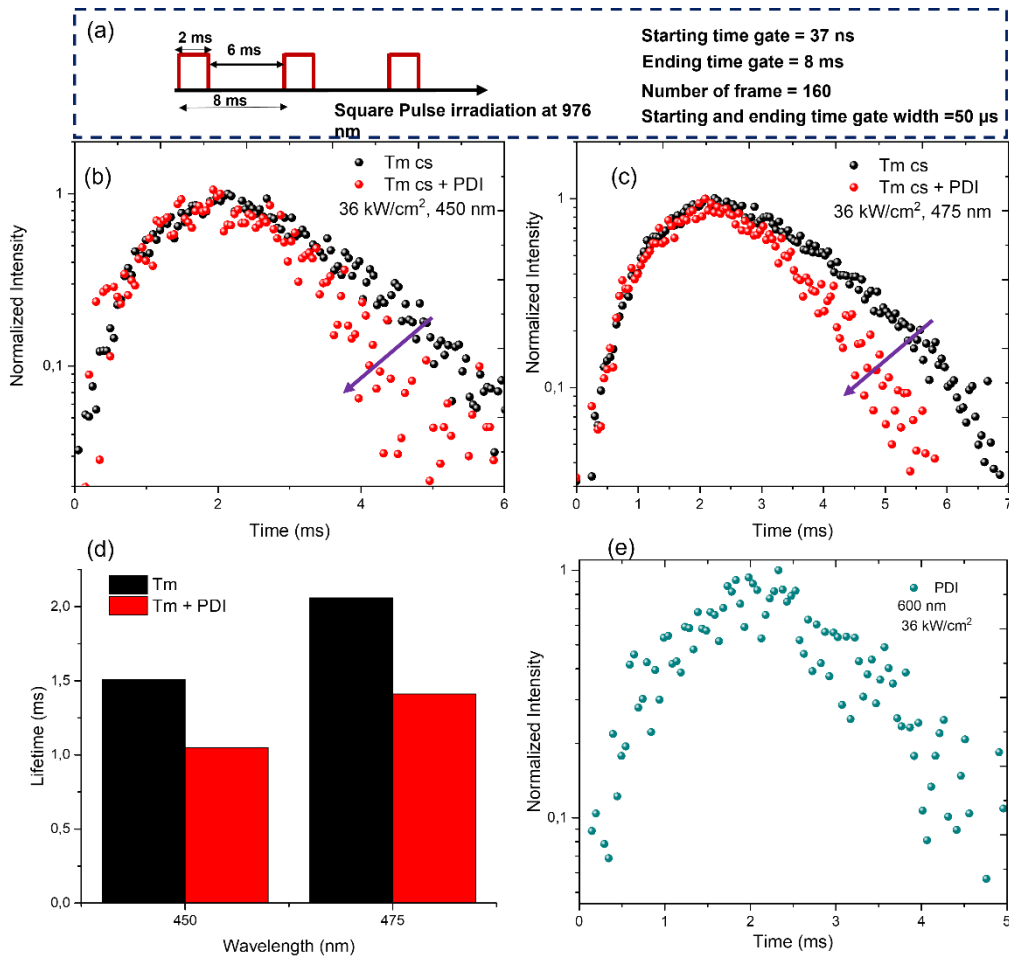 (a)
2 ms
6 ms
8 ms
Square Pulse irradiation at 976
nm
Starting time gate = 37 ns
Ending time gate = 8 ms
Number of frame = 160
Starting and ending time gate width =50 µs
(b)
Tm cs
Tm cs + PDI
36 kW/cm², 450 nm
1
0,1
Normalized Intensity
0
2
4
6
Time (ms)
(c)
Tm cs
Tm cs + PDI
36 kW/cm², 475 nm
1
0,1
Normalized Intensity
0
1
2
3
4
5
6
7
Time (ms)
(d)
Tm
Tm + PDI
2,0
1,5
1,0
0,5
0,0
Lifetime (ms)
450
475
Wavelength (nm)
(e)
PDI
600 nm
36 kW/cm²
1
0,1
Normalized Intensity
0
1
2
3
4
5
Time (ms)